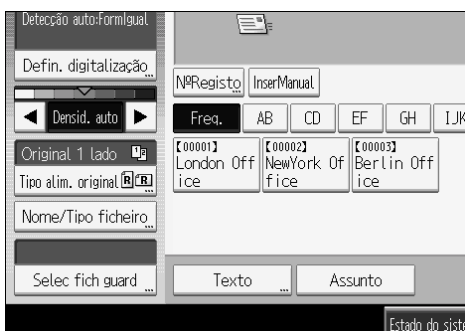 Detecção auto:FormIgual
Defin. digitalização
Densid. auto
Original 1 lado
Tipo alim. original
Nome/Tipo ficheiro
Selec fich guard
NºRegisto
InserManual
Freq.
AB
CD
EF
GH
IJK
[00001]
London Off
ice
[00002]
NewYork Of
fice
[00003]
Berlin Off
ice
Texto
Assunto
Estado do siste